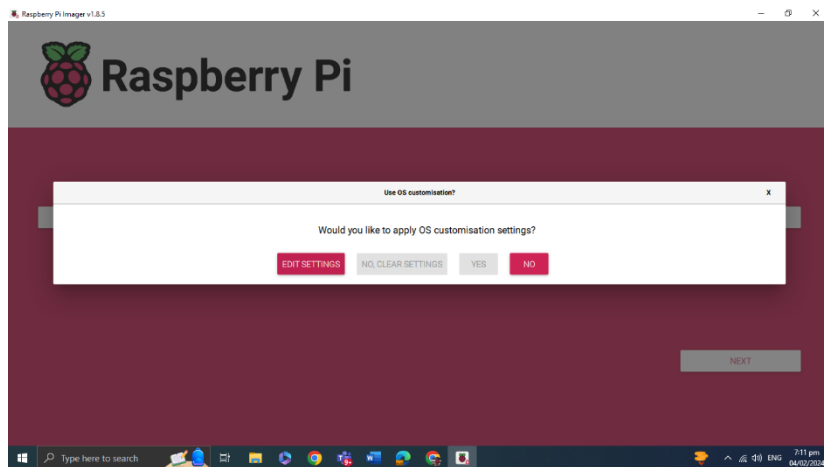 Raspberry Pi Imager v1.8.5
Raspberry Pi
Use OS customisation?
X
Would you like to apply OS customisation settings?
EDIT SETTINGS
NO, CLEAR SETTINGS
YES
NO
NEXT
Type here to search
9+
ENG
7:11 pm
04/02/2024